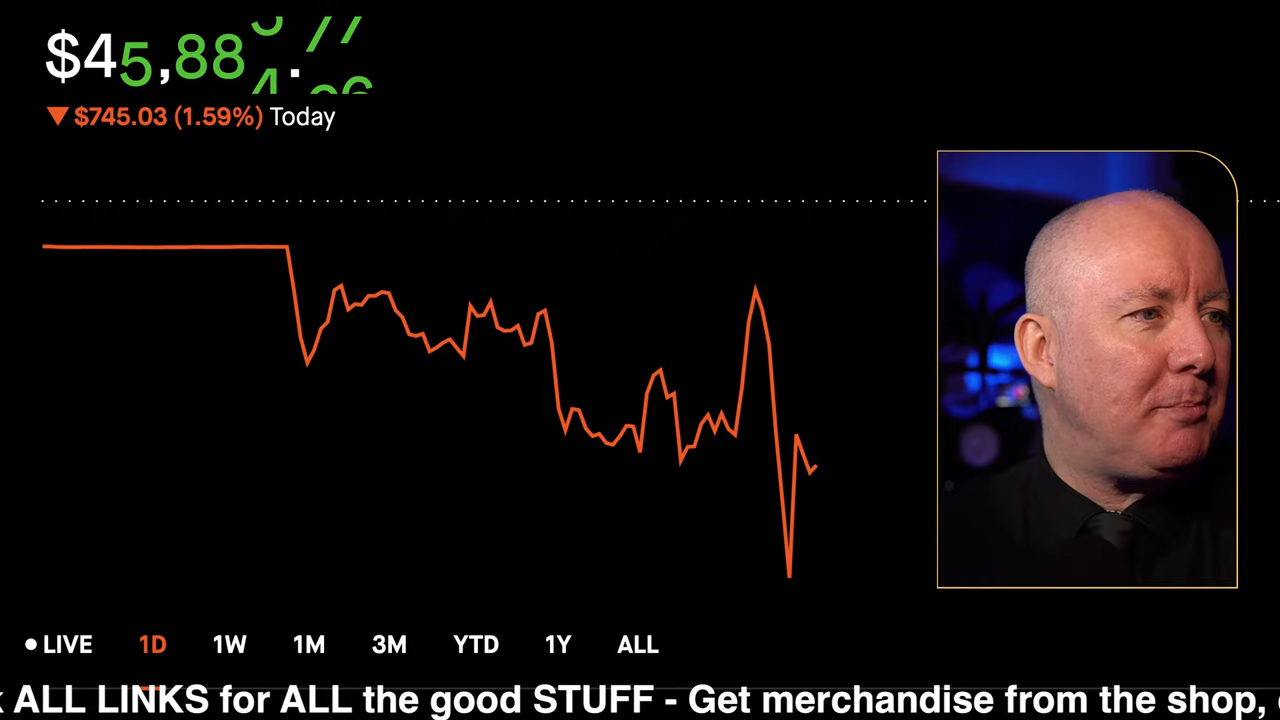 $45,88
▼ $745.03 (1.59%) Today
LIVE 1D 1W 1M 3M YTD 1Y ALL
ALL LINKS for ALL the good STUFF - Get merchandise from the shop,